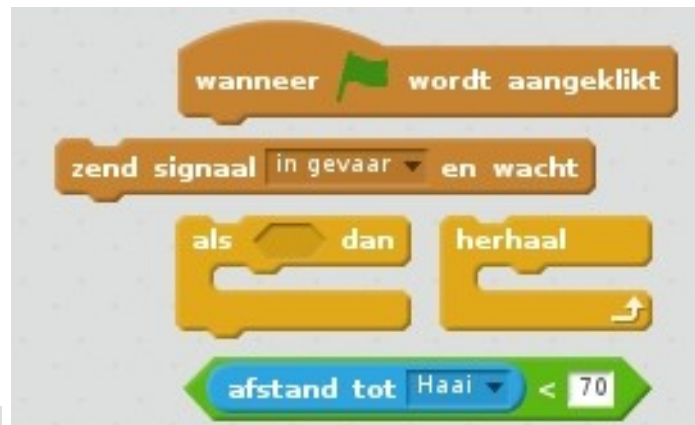 wanneer wordt aangeklikt
zend signaal in gevaar en wacht
als dan
herhaal
afstand tot Haai < 70